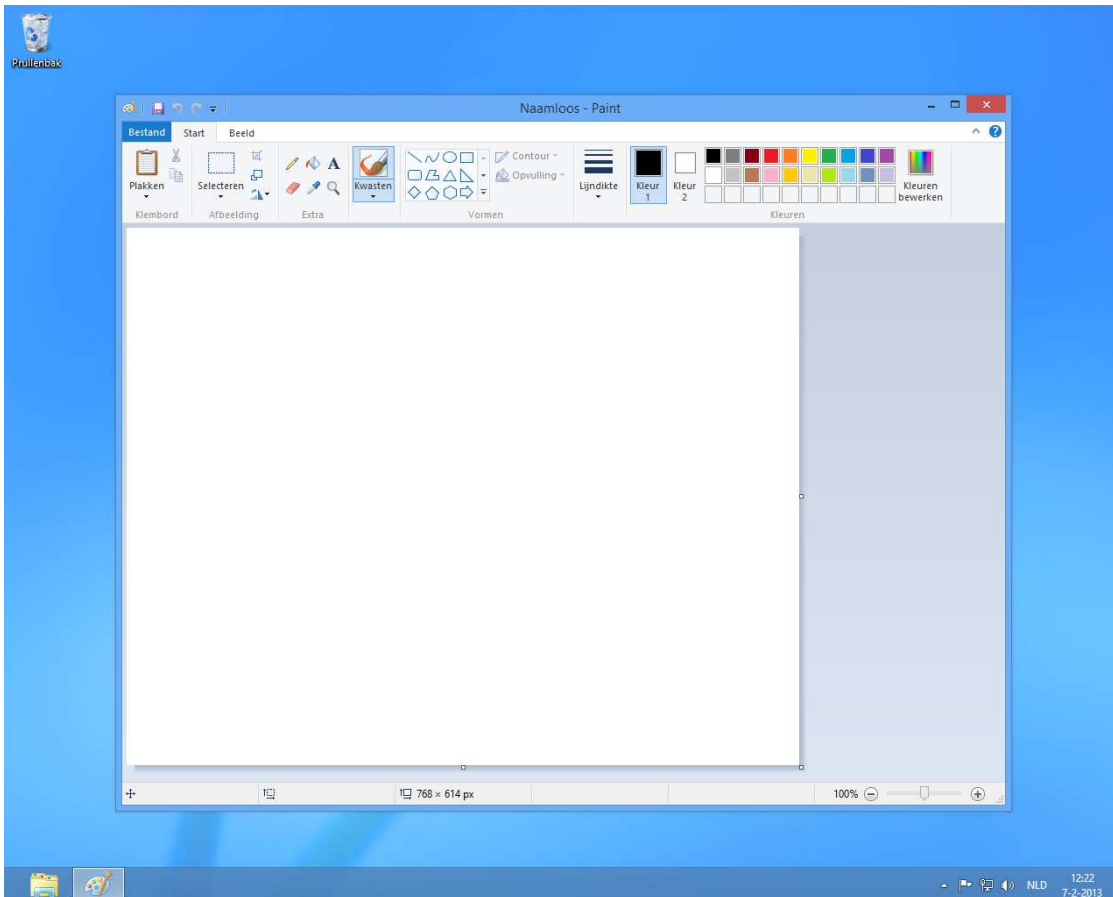 Prullenbak
Naamloos - Paint
Bestand Start Beeld
Plakken
Selecteren
A
Kwasten
Contour
Opvulling
Lijndikte
Kleur 1
Kleur 2
Kleuren bewerken
Klembord Afbeelding Extra Vormen Kleuren
768 × 614 px
100%
NLD
12:22
7-2-2013